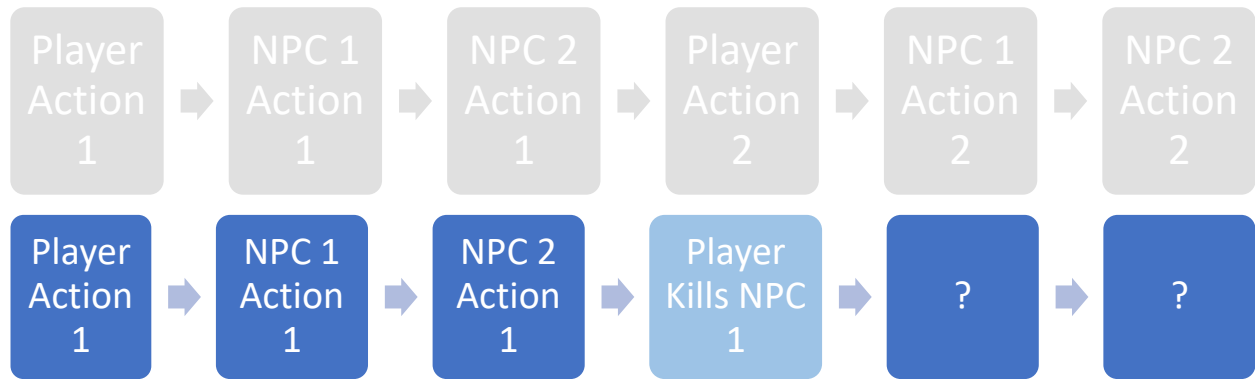 Player
Action
1
NPC 1
Action
1
NPC 2
Action
1
Player
Action
2
NPC 1
Action
2
NPC 2
Action
2
Player
Action
1
NPC 1
Action
1
NPC 2
Action
1
Player
Kills NPC
1
?
?